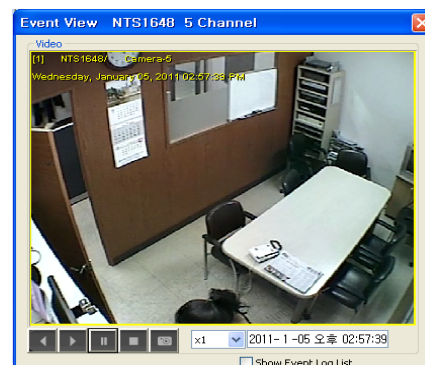 Event View NTS1648 5 Channel
Video
[1] NTS1648/ Camera-5
Wednesday, January 05, 2011 02:57:39 PM
x1
2011- 1 -05 오후 02:57:39
Show Event Log List